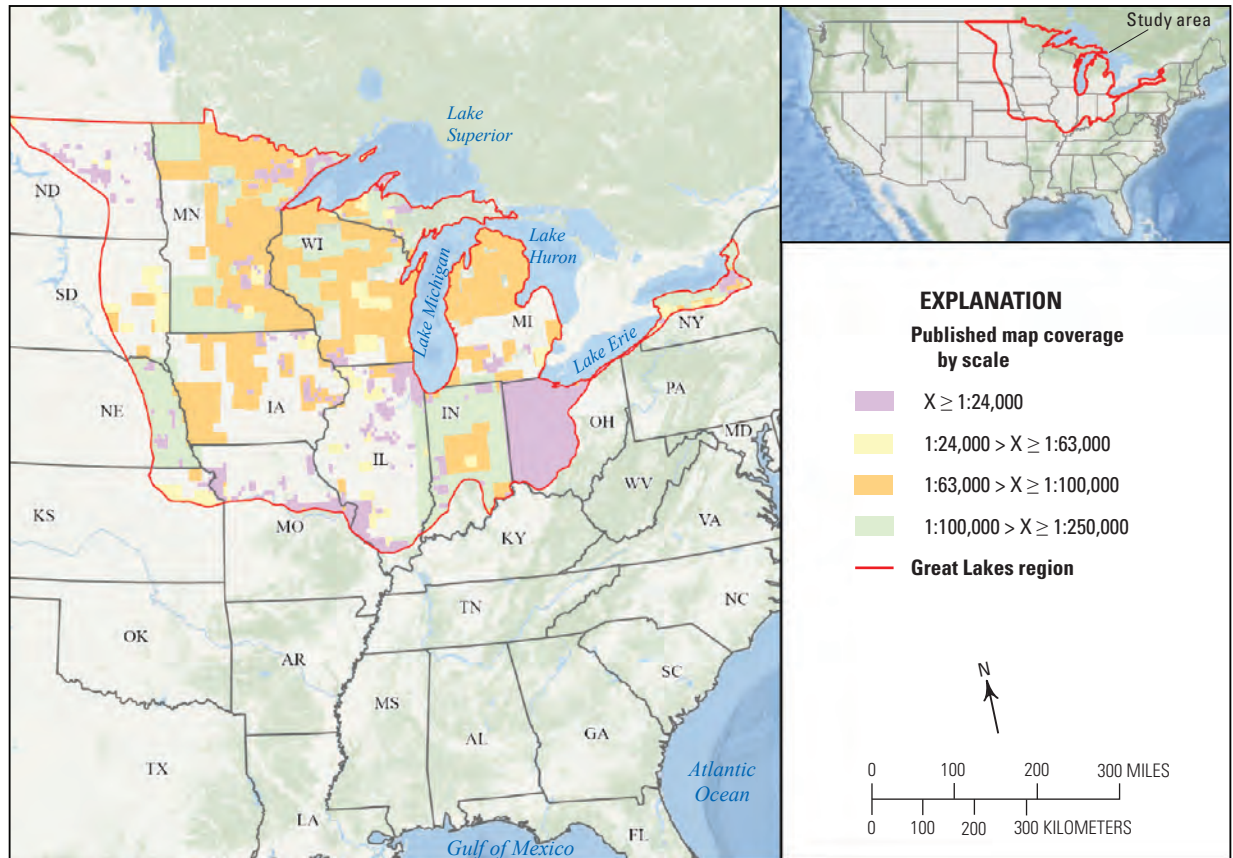 Lake
Superior
ND
MN
WI
Lake
Huron
SD
Lake Michigan
MI
NY
Lake Erie
NE
IA
IN
OH
PA
MD
IL
WV
KS
MO
KY
VA
TN
NC
OK
AR
SC
MS
AL
GA
TX
LA
FL
Atlantic
Ocean
Gulf of Mexico
Study area
EXPLANATION
Published map coverage
by scale
X ≥ 1:24,000
1:24,000 > X ≥ 1:63,000
1:63,000 > X ≥ 1:100,000
1:100,000 > X ≥ 1:250,000
Great Lakes region
N
0 100 200 300 MILES
0 100 200 300 KILOMETERS